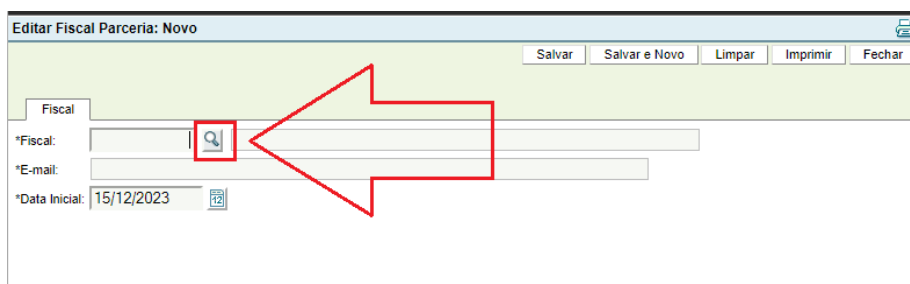 Editar Fiscal Parceria: Novo
Salvar Salvar e Novo Limpar Imprimir Fechar
Fiscal
*Fiscal:
*E-mail:
*Data Inicial: 15/12/2023 12